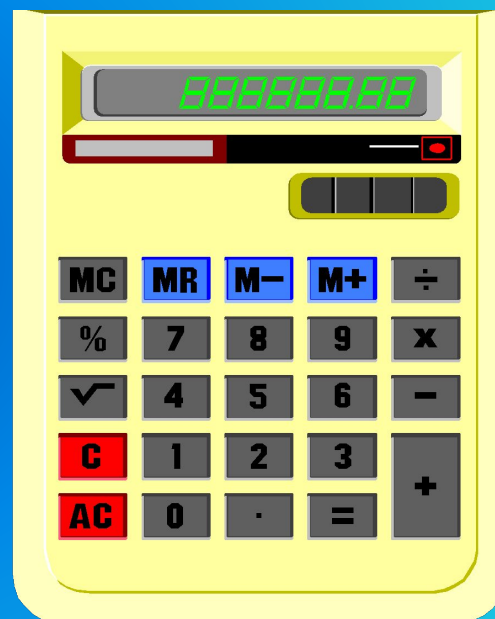 888888.88
MC MR M− M+ ÷
% 7 8 9 x
√ 4 5 6 −
C 1 2 3
+
AC 0 . =